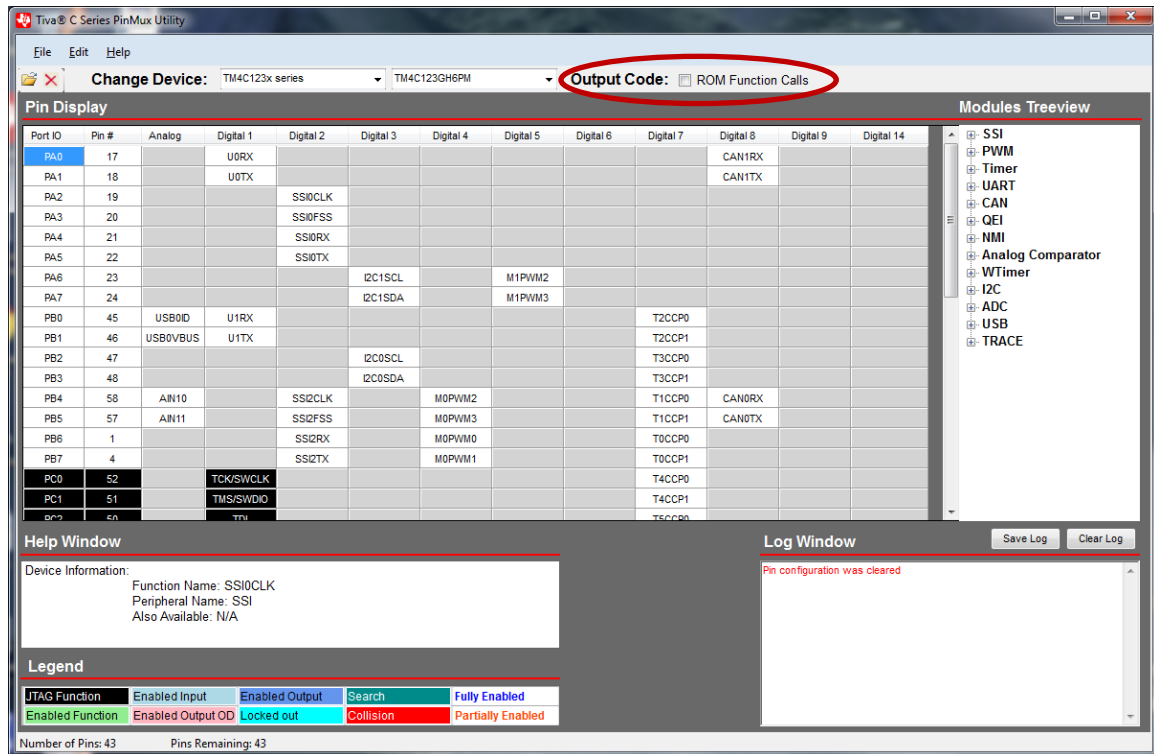 Tiva® C Series PinMux Utility
File Edit Help
Change Device: TM4C123x series TM4C123GH6PM Output Code: ROM Function Calls
Pin Display Modules Treeview
Port IO Pin # Analog Digital 1 Digital 2 Digital 3 Digital 4 Digital 5 Digital 6 Digital 7 Digital 8 Digital 9 Digital 14
PA0 17 U0RX CAN1RX
PA1 18 U0TX CAN1TX
PA2 19 SSI0CLK
PA3 20 SSI0FSS
PA4 21 SSI0RX
PA5 22 SSI0TX
PA6 23 I2C1SCL M1PWM2
PA7 24 I2C1SDA M1PWM3
PB0 45 USB0ID U1RX T2CCP0
PB1 46 USB0VBUS U1TX T2CCP1
PB2 47 I2C0SCL T3CCP0
PB3 48 I2C0SDA T3CCP1
PB4 58 AIN10 SSI2CLK M0PWM2 T1CCP0 CAN0RX
PB5 57 AIN11 SSI2FSS M0PWM3 T1CCP1 CAN0TX
PB6 1 SSI2RX M0PWM0 T0CCP0
PB7 4 SSI2TX M0PWM1 T0CCP1
PC0 52 TCK/SWCLK T4CCP0
PC1 51 TMS/SWDIO T4CCP1
PC2 50 TDI T5CCP0
SSI
PWM
Timer
UART
CAN
QEI
NMI
Analog Comparator
WTimer
I2C
ADC
USB
TRACE
Help Window
Device Information:
Function Name: SSI0CLK
Peripheral Name: SSI
Also Available: N/A
Log Window Save Log Clear Log
Pin configuration was cleared
Legend
JTAG Function Enabled Input Enabled Output Search Fully Enabled
Enabled Function Enabled Output OD Locked out Collision Partially Enabled
Number of Pins: 43 Pins Remaining: 43